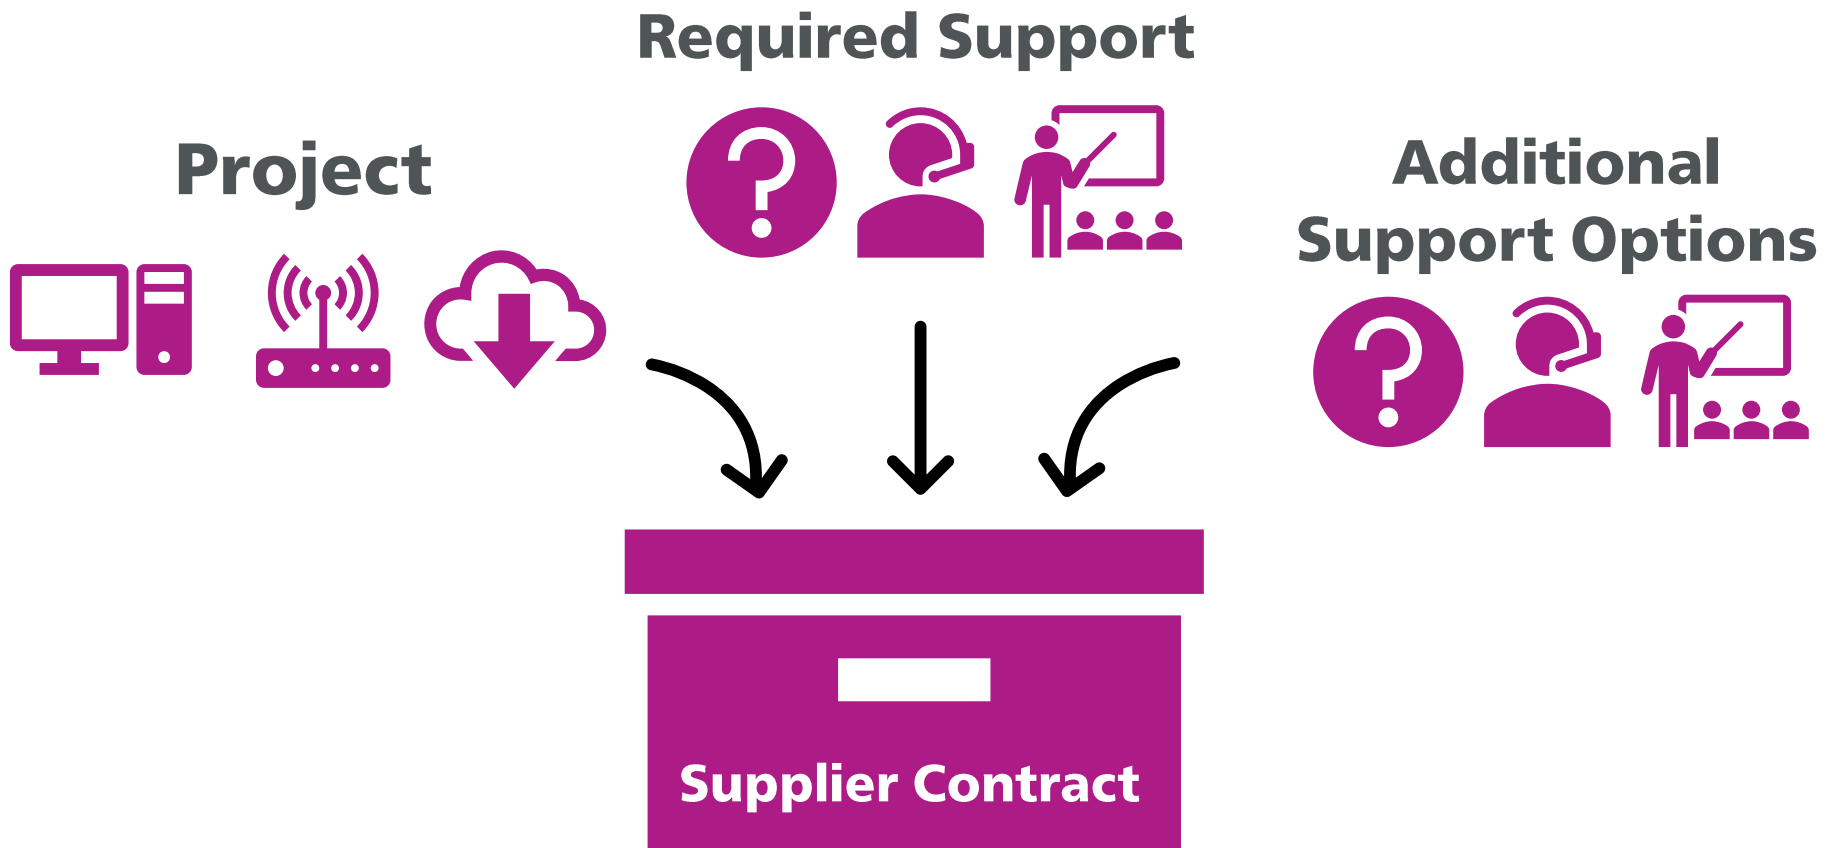 Required Support
Project
Additional
Support Options
Supplier Contract